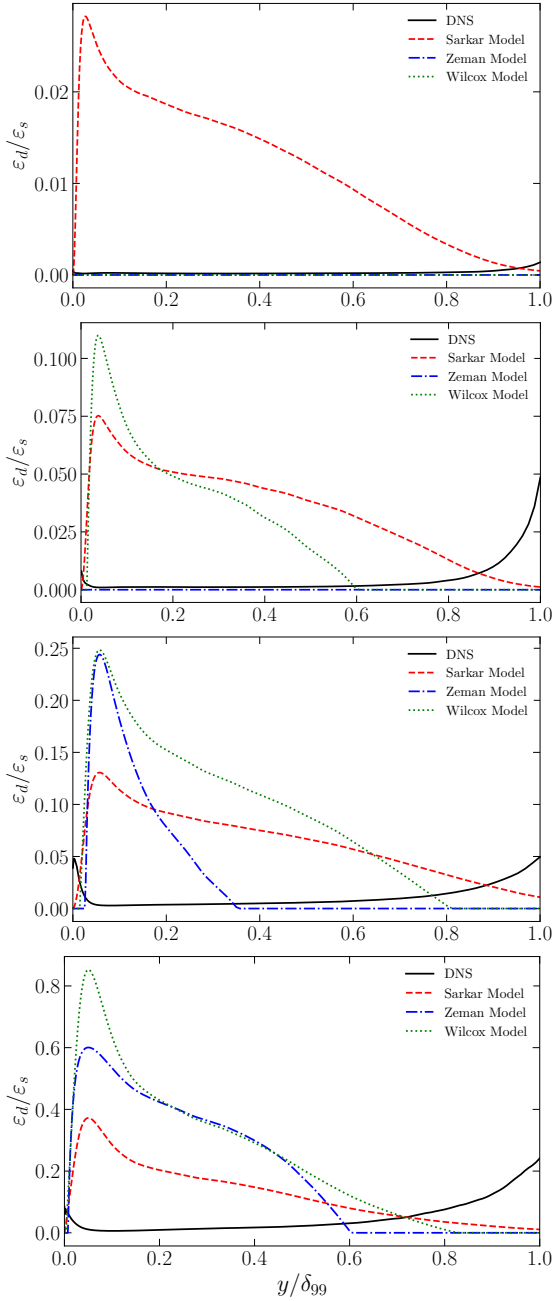 DNS
Sarkar Model
Zeman Model
Wilcox Model
ε_d/ε_s
0.02
0.01
0.00
0.0 0.2 0.4 0.6 0.8 1.0
DNS
Sarkar Model
Zeman Model
Wilcox Model
ε_d/ε_s
0.100
0.075
0.050
0.025
0.000
0.0 0.2 0.4 0.6 0.8 1.0
DNS
Sarkar Model
Zeman Model
Wilcox Model
ε_d/ε_s
0.25
0.20
0.15
0.10
0.05
0.00
0.0 0.2 0.4 0.6 0.8 1.0
DNS
Sarkar Model
Zeman Model
Wilcox Model
ε_d/ε_s
0.8
0.6
0.4
0.2
0.0
0.0 0.2 0.4 0.6 0.8 1.0
y/δ_99